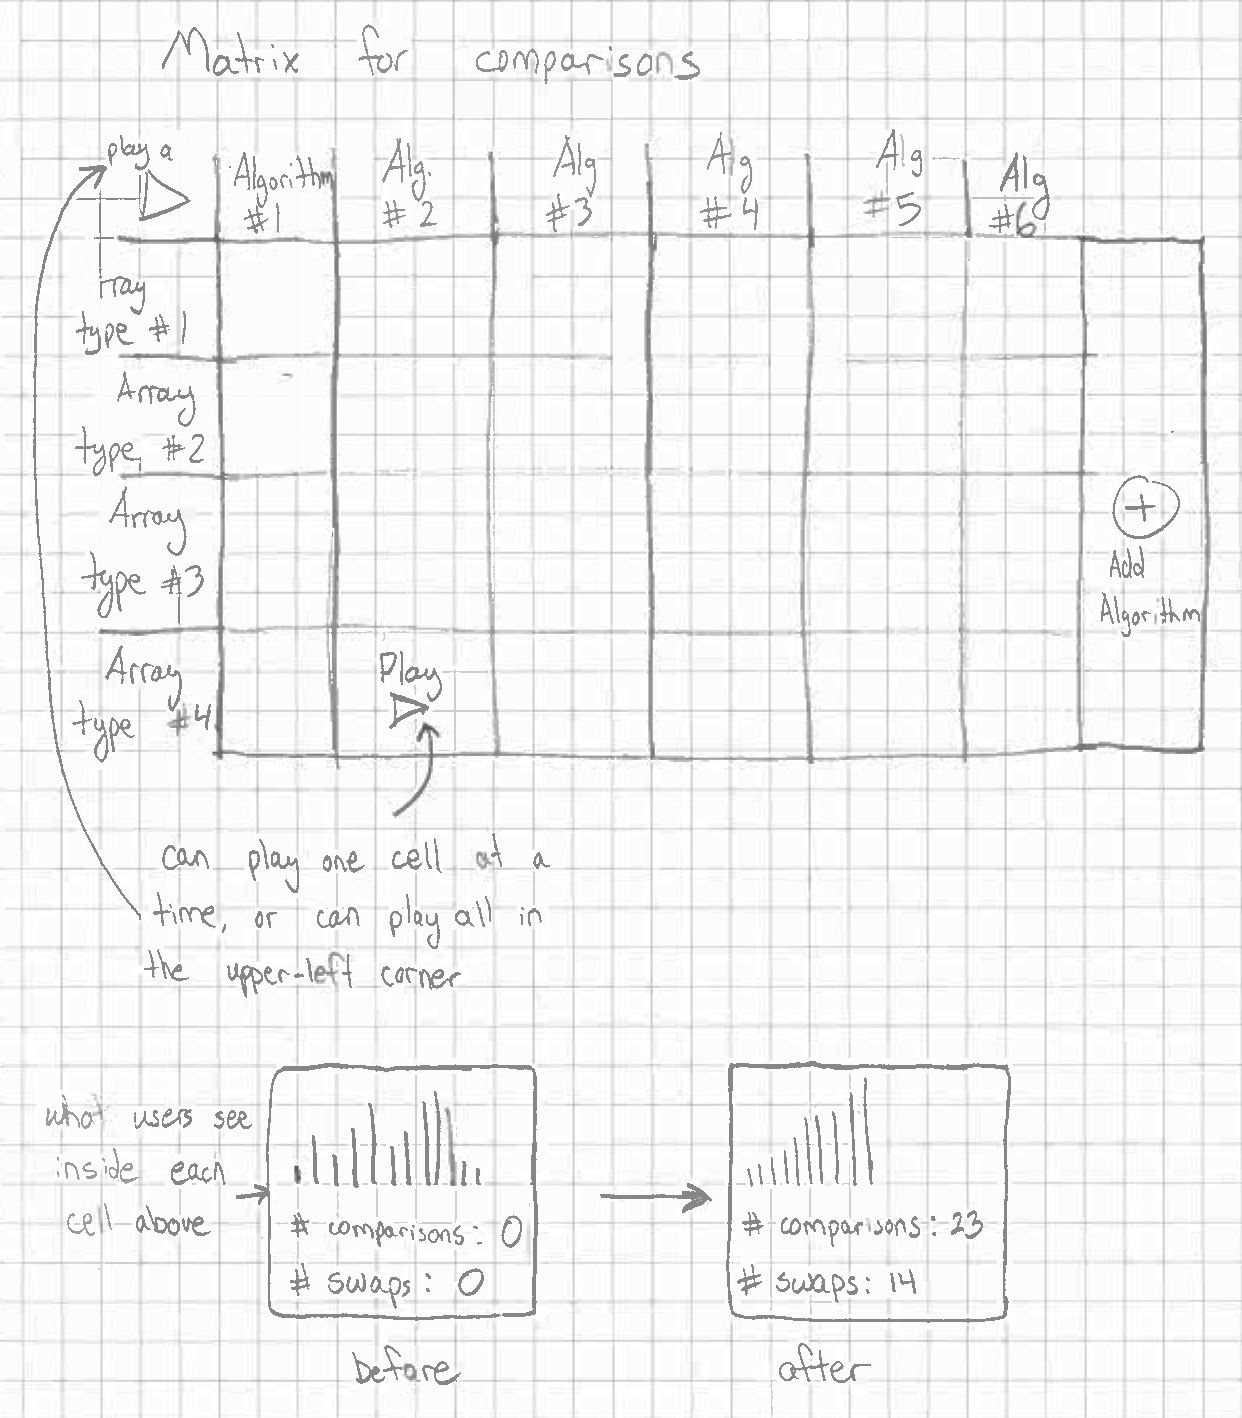 Matrix for comparisons
play a
Algorithm
#1
Alg.
#2
Alg
#3
Alg
#4
Alg
#5
Alg
#6
rray
type #1
Array
type #2
Array
type #3
Array
type #4
Play
+
Add
Algorithm
can play one cell at a
time, or can play all in
the upper-left corner
what users see
inside each
cell above
# comparisons: 0
# swaps: 0
before
# comparisons: 23
# swaps: 14
after